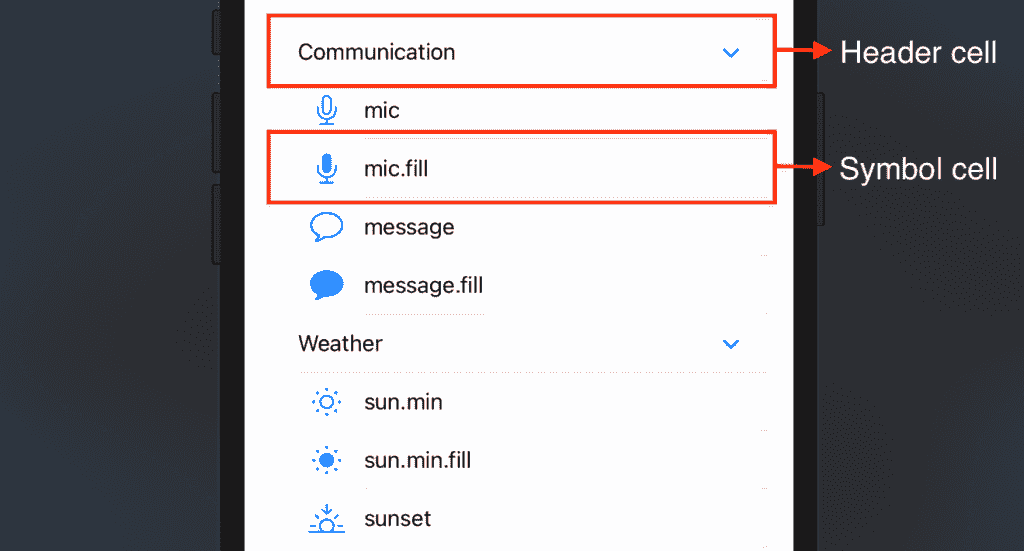 Communication
Header cell
mic
mic.fill
Symbol cell
message
message.fill
Weather
sun.min
sun.min.fill
sunset